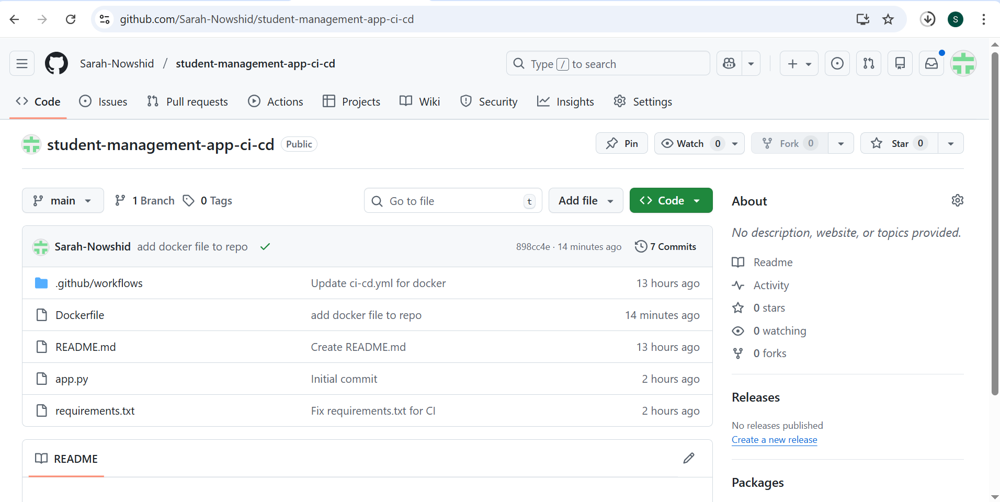 github.com/Sarah-Nowshid/student-management-app-ci-cd
S
Sarah-Nowshid / student-management-app-ci-cd
Type / to search
Code Issues Pull requests Actions Projects Wiki Security Insights Settings
student-management-app-ci-cd Public
Pin Watch 0 Fork 0 Star 0
main 1 Branch 0 Tags Go to file t Add file Code
Sarah-Nowshid add docker file to repo 898cc4e · 14 minutes ago 7 Commits
.github/workflows Update ci-cd.yml for docker 13 hours ago
Dockerfile add docker file to repo 14 minutes ago
README.md Create README.md 13 hours ago
app.py Initial commit 2 hours ago
requirements.txt Fix requirements.txt for CI 2 hours ago
README
About
No description, website, or topics provided.
Readme
Activity
0 stars
0 watching
0 forks
Releases
No releases published
Create a new release
Packages